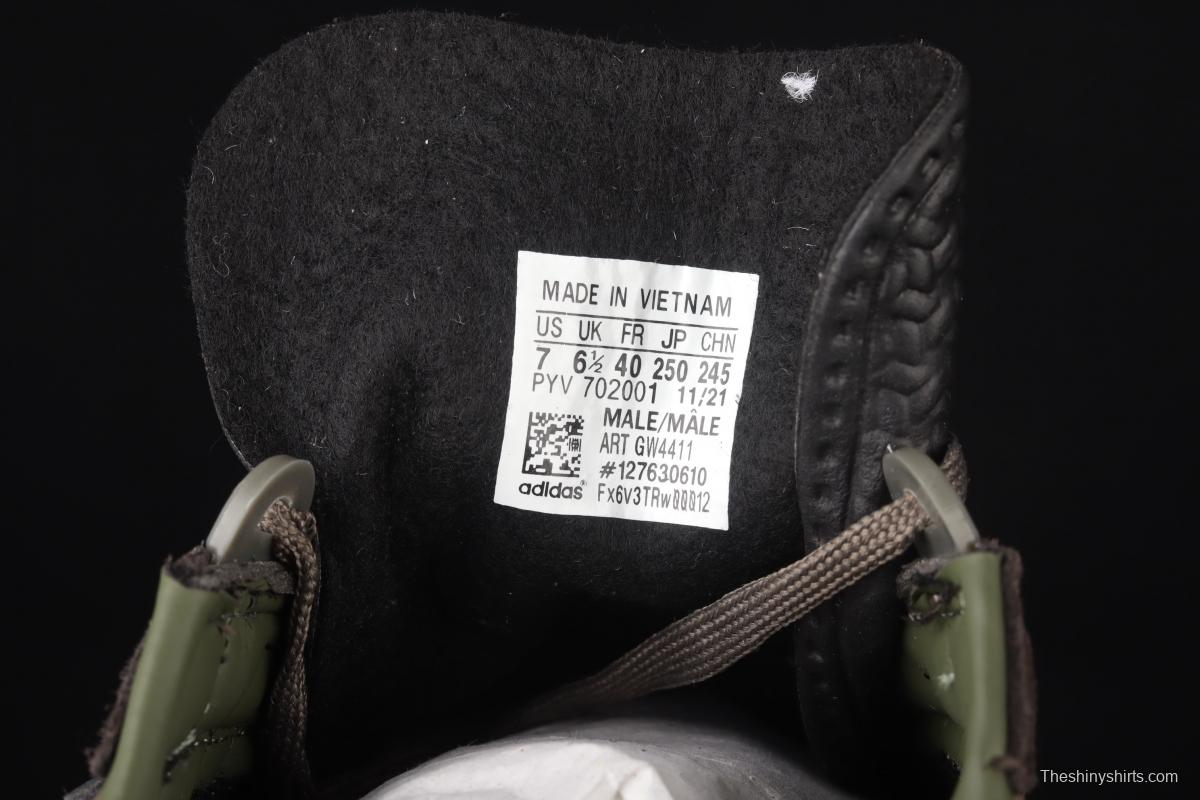 MADE IN VIETNAM
US UK FR JP CHN
7 6½ 40 250 245
PYV 702001 11/21
MALE/MÂLE
ART GW4411
#127630610
adidas® Fx6v3TRw00012
Theshinyshirts.com